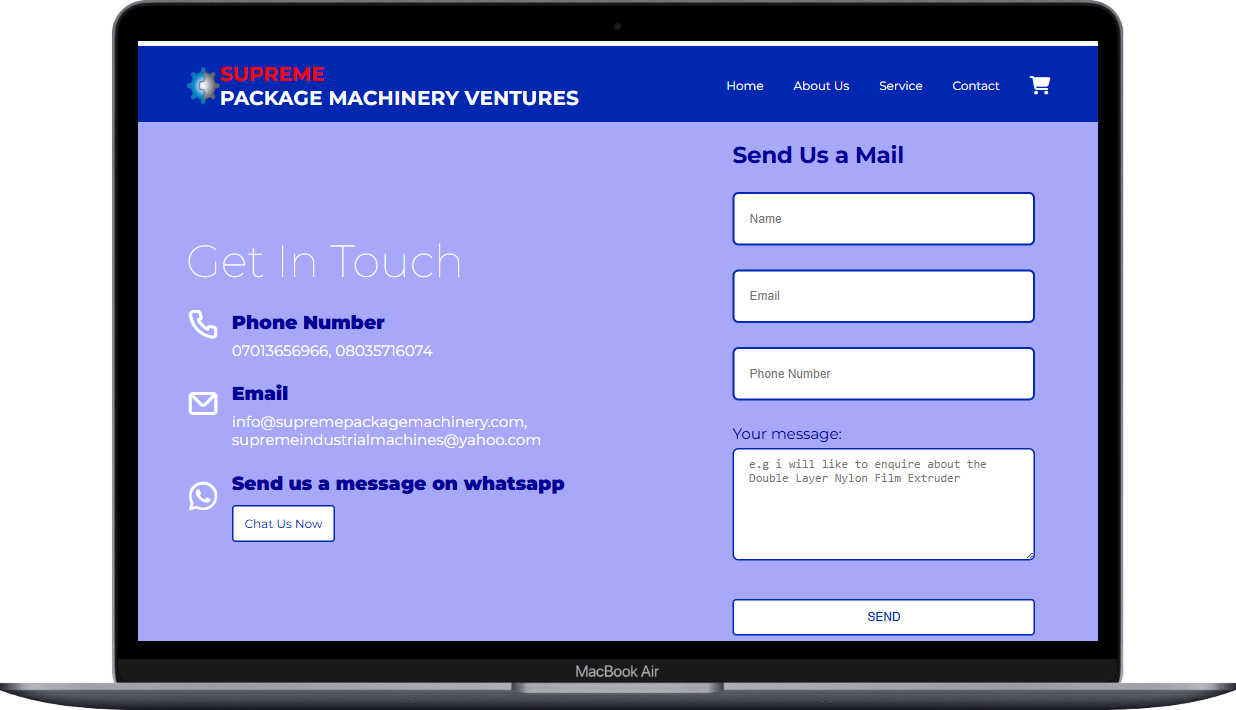 SUPREME
PACKAGE MACHINERY VENTURES
Home About Us Service Contact
Get In Touch
Phone Number
07013656966, 08035716074
Email
info@supremepackagemachinery.com,
supremeindustrialmachines@yahoo.com
Send us a message on whatsapp
Chat Us Now
Send Us a Mail
Name
Email
Phone Number
Your message:
e.g i will like to enquire about the
Double Layer Nylon Film Extruder
SEND
MacBook Air